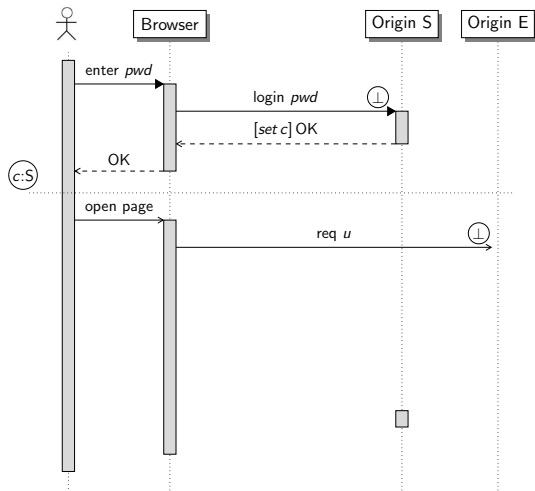 Browser
Origin S
Origin E
enter pwd
login pwd
⊥
[set c] OK
OK
c:S
open page
req u
⊥